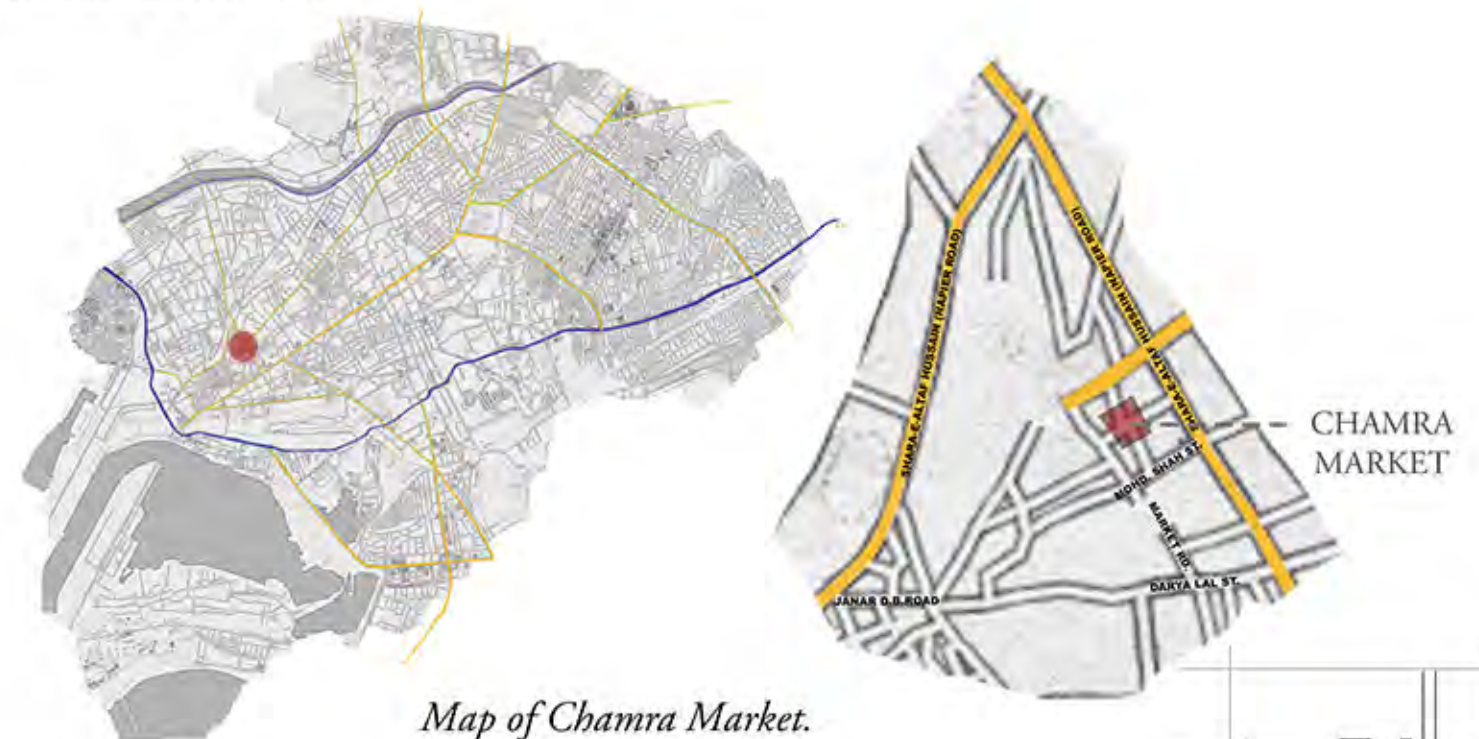 SHARA-E-ALTAF HUSSAIN (NAPIER ROAD)
SHARA-E-ALTAF HUSSAIN (NAPIER ROAD)
CHAMRA
MARKET
MOHD. SHAH ST.
MARKET RD.
DARYA LAL ST.
JANAR D.B.ROAD
Map of Chamra Market.